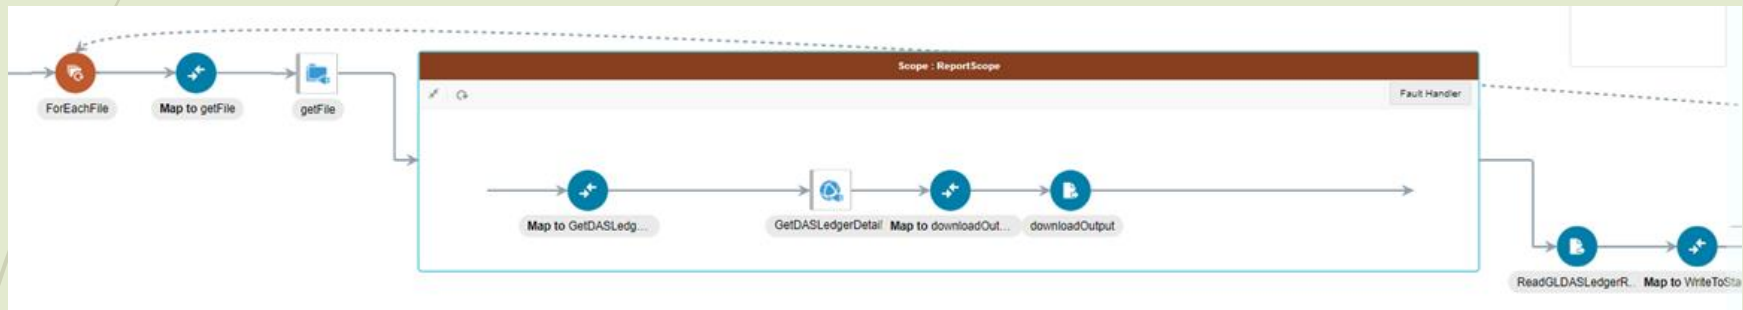 Scope : ReportScope
Fault Handler
ForEachFile
Map to getFile
getFile
Map to GetDASLedg...
GetDASLedgerDetail
Map to downloadOut...
downloadOutput
ReadGLDASLedgerR...
Map to WriteToSta